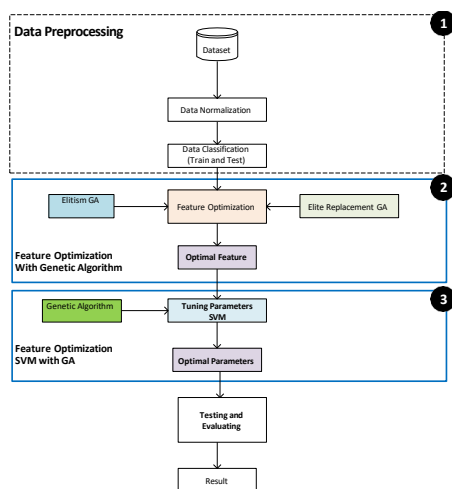 1
Data Preprocessing
Dataset
Data Normalization
Data Classification
(Train and Test)
2
Elitism GA
Feature Optimization
Elite Replacement GA
Optimal Feature
Feature Optimization
With Genetic Algorithm
3
Genetic Algorithm
Tuning Parameters
SVM
Feature Optimization
SVM with GA
Optimal Parameters
Testing and
Evaluating
Result